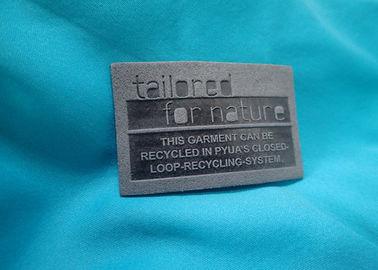 tailored
for nature
THIS GARMENT CAN BE
RECYCLED IN PYUA'S CLOSED-
LOOP-RECYCLING-SYSTEM.